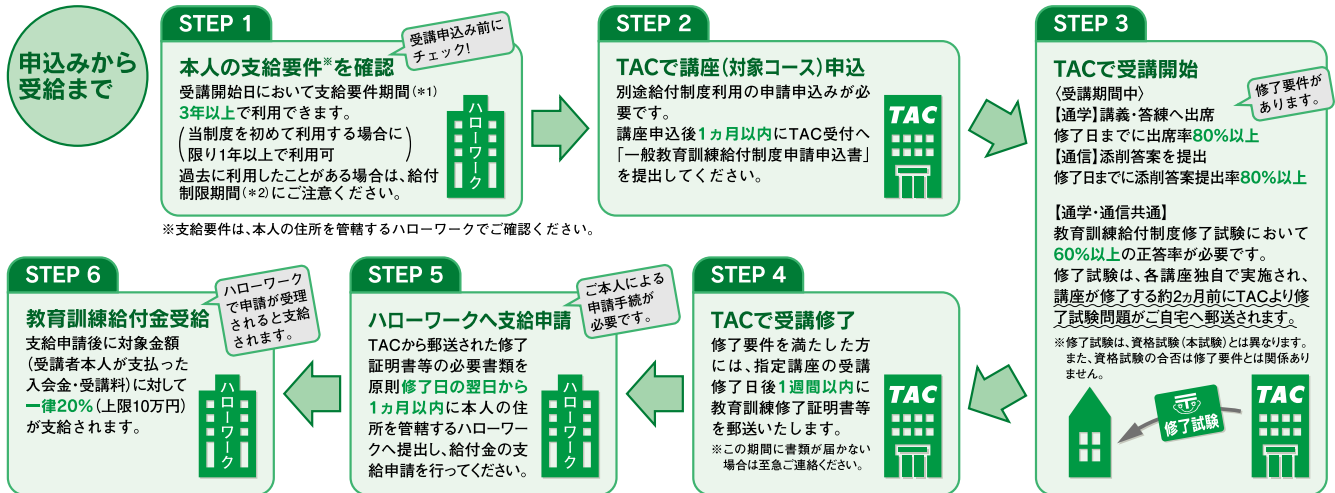 申込みから
受給まで
STEP 1
受講申込み前に
チェック!
本人の支給要件※を確認
受講開始日において支給要件期間(*1)
3年以上で利用できます。
(当制度を初めて利用する場合に
限り1年以上で利用可)
過去に利用したことがある場合は、給付
制限期間(*2)にご注意ください。
ハローワーク
※支給要件は、本人の住所を管轄するハローワークでご確認ください。
STEP 2
TACで講座(対象コース)申込
別途給付制度利用の申請申込みが必
要です。
講座申込後1ヵ月以内にTAC受付へ
「一般教育訓練給付制度申請申込書」
を提出してください。
TAC
STEP 3
TACで受講開始
修了要件が
あります。
〈受講期間中〉
【通学】講義・答練へ出席
修了日までに出席率80%以上
【通信】添削答案を提出
修了日までに添削答案提出率80%以上
【通学・通信共通】
教育訓練給付制度修了試験において
60%以上の正答率が必要です。
修了試験は、各講座独自で実施され、
講座が修了する約2ヵ月前にTACより修
了試験問題がご自宅へ郵送されます。
※修了試験は、資格試験(本試験)とは異なります。
また、資格試験の合否は修了要件とは関係あり
ません。
修了試験
TAC
STEP 4
TACで受講修了
修了要件を満たした方
には、指定講座の受講
修了日後1週間以内に
教育訓練修了証明書等
を郵送いたします。
※この期間に書類が届かない
場合は至急ご連絡ください。
TAC
STEP 5
ご本人による
申請手続が
必要です。
ハローワークへ支給申請
TACから郵送された修了
証明書等の必要書類を
原則修了日の翌日から
1ヵ月以内に本人の住
所を管轄するハローワー
クへ提出し、給付金の支
給申請を行ってください。
ハローワーク
STEP 6
ハローワーク
で申請が受理
されると支給
されます。
教育訓練給付金受給
支給申請後に対象金額
(受講者本人が支払った
入会金・受講料)に対して
一律20%(上限10万円)
が支給されます。
ハローワーク